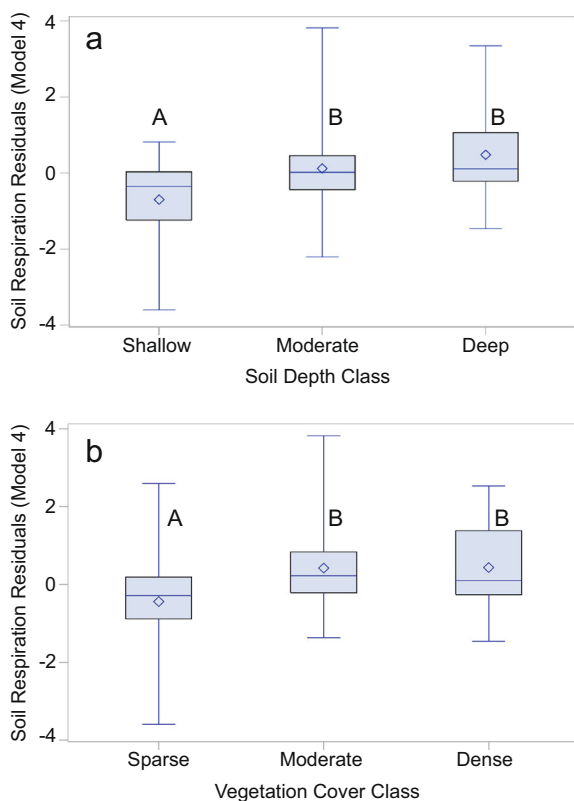 a
Soil Respiration Residuals (Model 4)
4
2
0
-2
-4
A
B
B
Shallow
Moderate
Deep
Soil Depth Class
b
Soil Respiration Residuals (Model 4)
4
2
0
-2
-4
A
B
B
Sparse
Moderate
Dense
Vegetation Cover Class